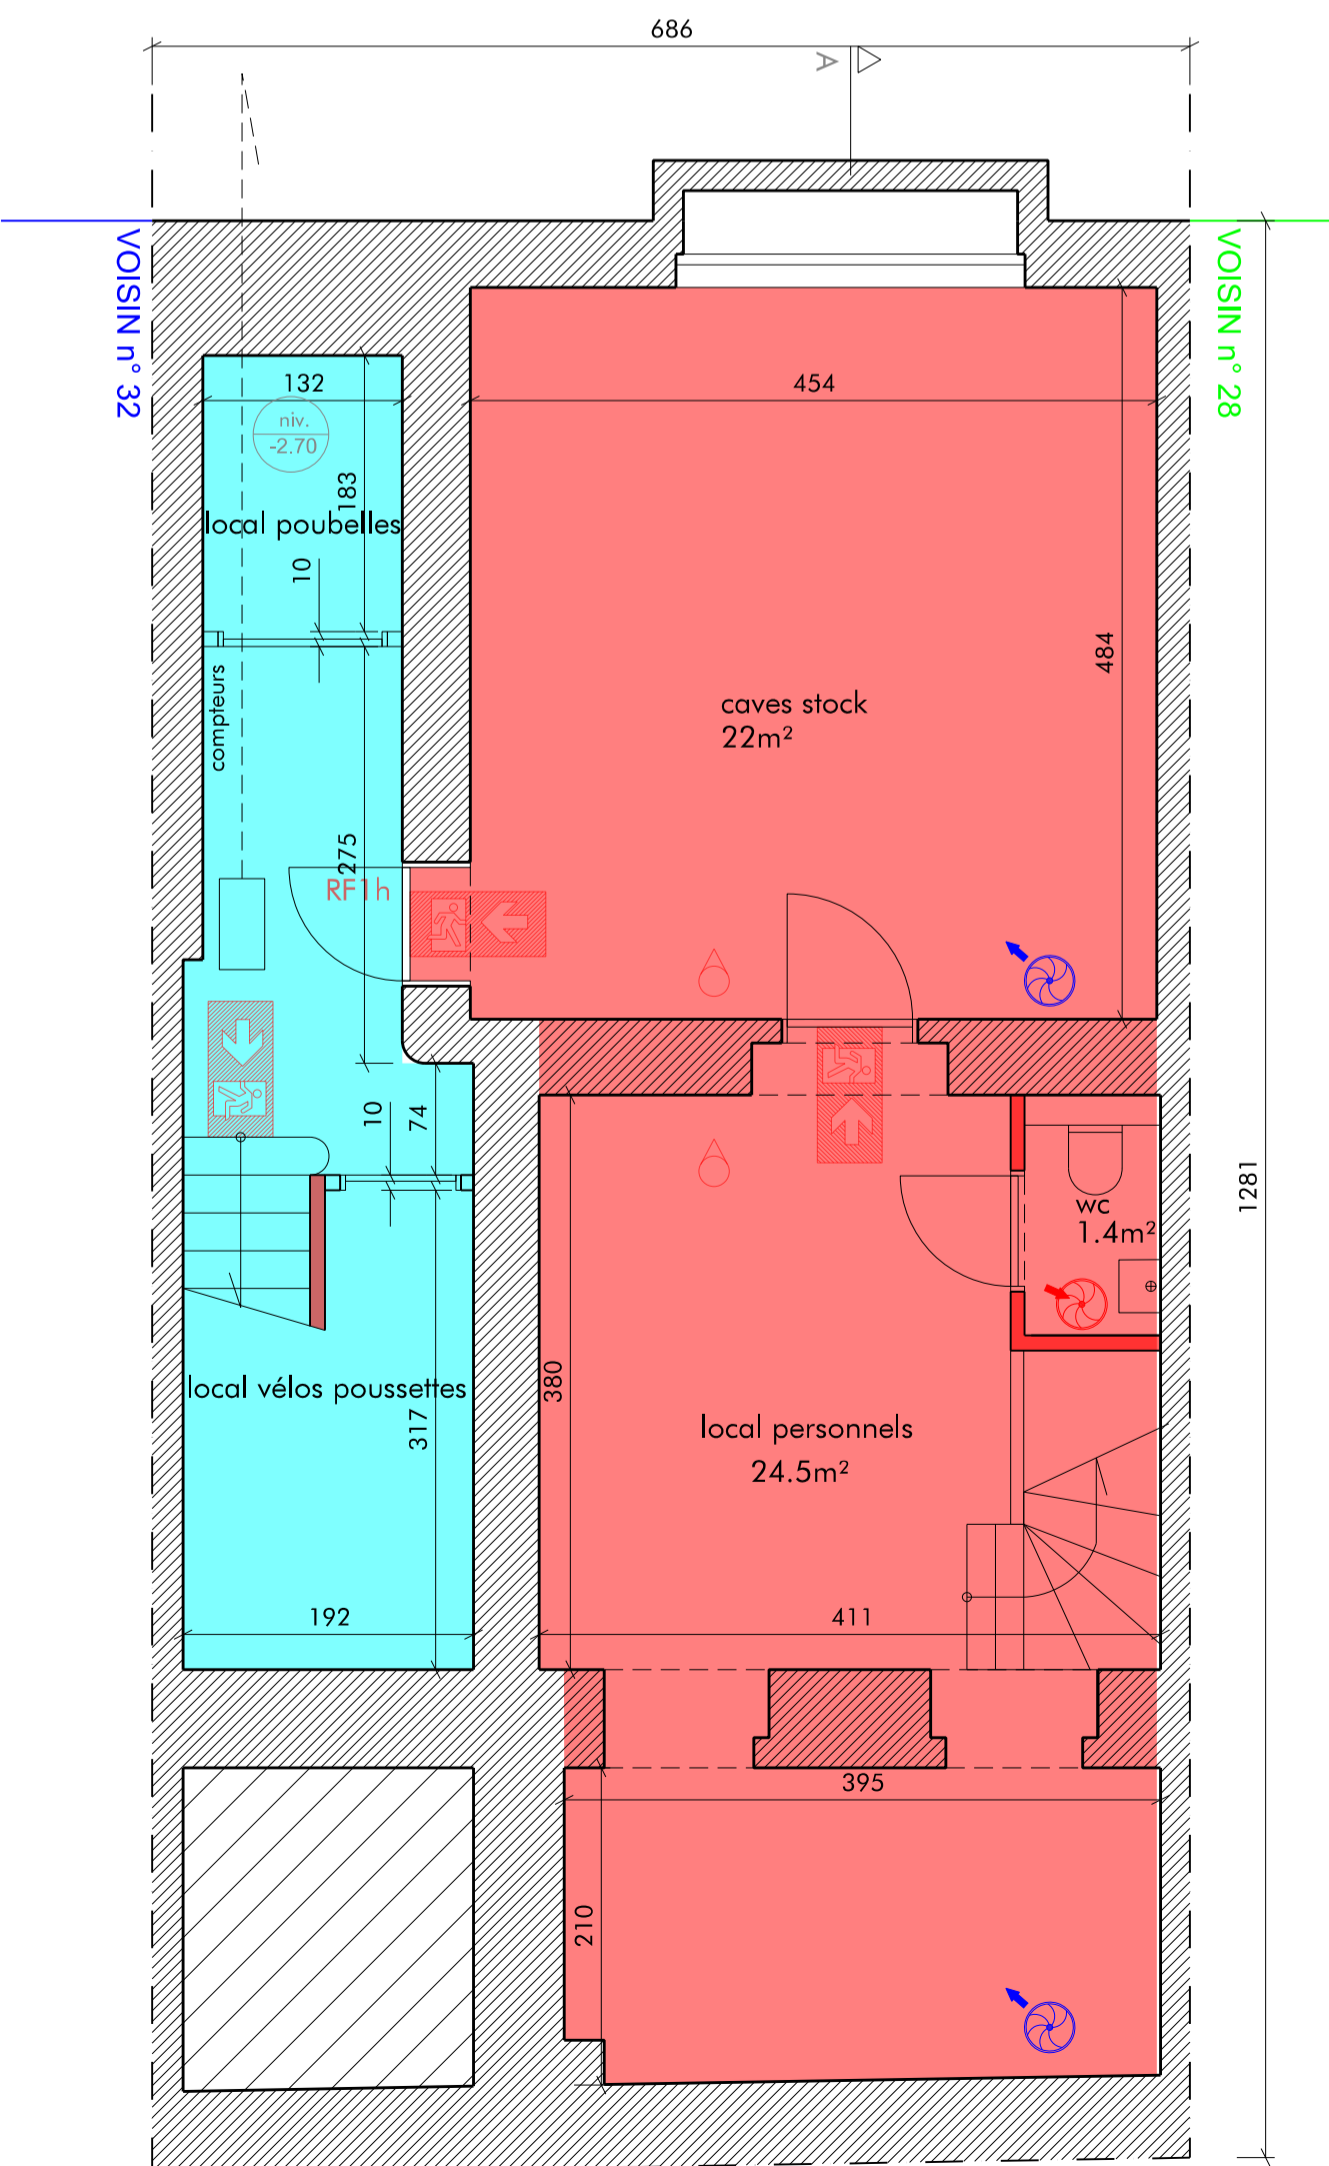 686
A
VOISIN n° 32
VOISIN n° 28
132
454
niv.
-2.70
183
local poubelles
10
484
compteurs
caves stock
22m²
275
RF1h
10
74
1281
wc
1.4m²
380
local vélos poussettes
317
local personnels
24.5m²
192
411
395
210